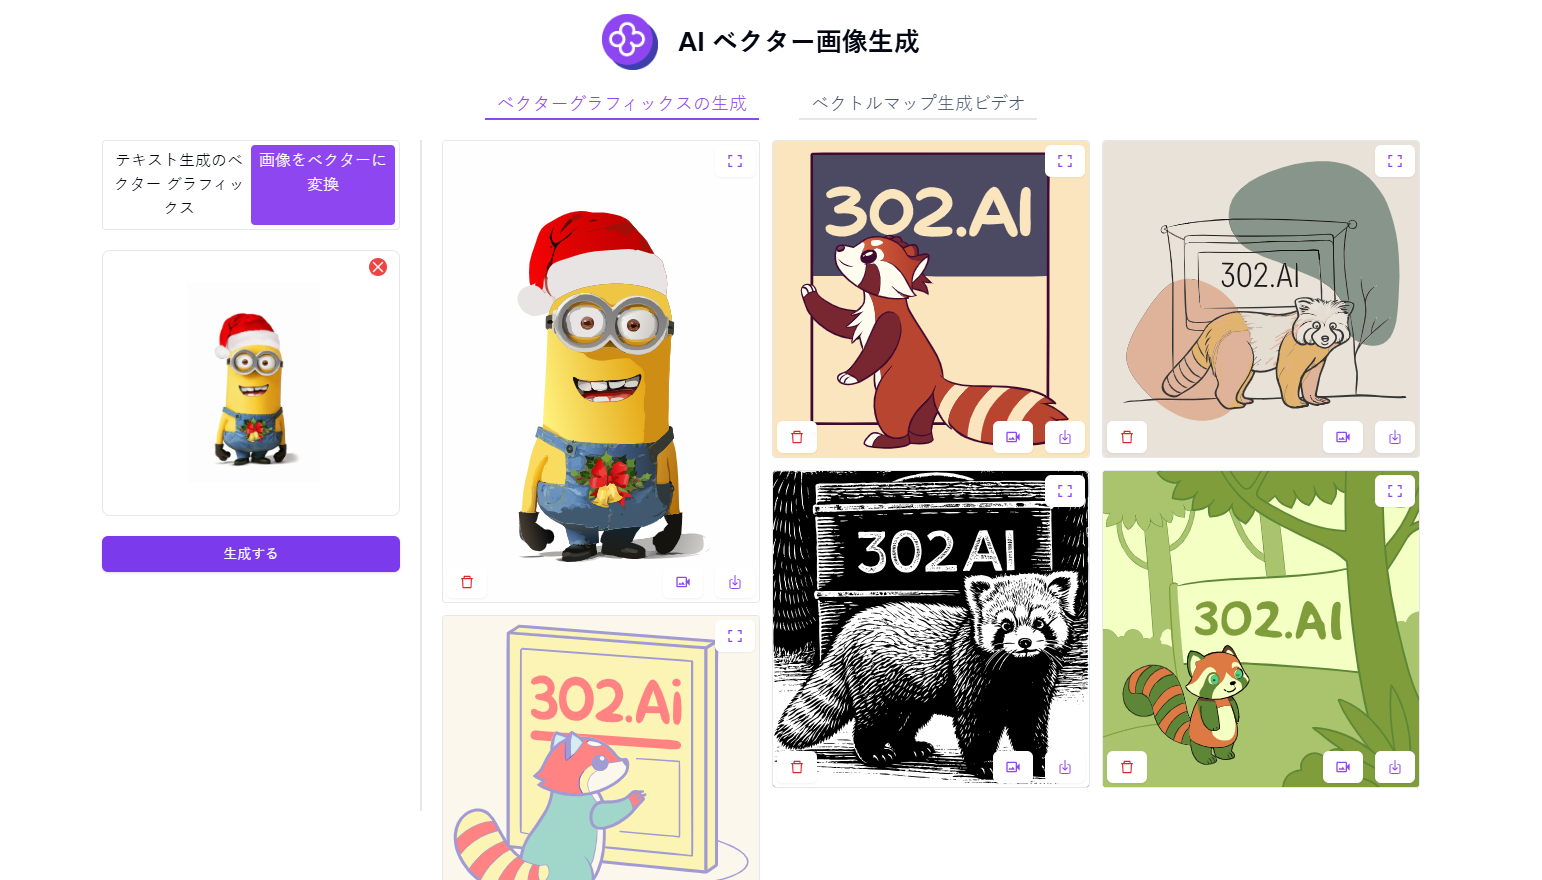 AI ベクター画像生成
ベクターグラフィックスの生成
ベクトルマップ生成ビデオ
テキスト生成のベ
クター グラフィッ
クス
画像をベクターに
変換
生成する
302.AI
302.AI
302.Ai
302AI
302.AI